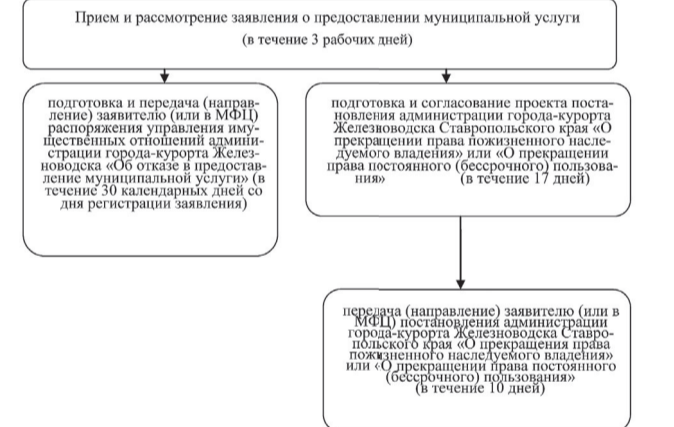 Прием и рассмотрение заявления о предоставлении муниципальной услуги
(в течение 3 рабочих дней)
подготовка и передача (направ-
ление) заявителю (или в МФЦ)
распоряжения управления иму-
щественных отношений админи-
страции города-курорта Желез-
новодска «Об отказе в предостав-
лении муниципальной услуги» (в
течение 30 календарных дней со
дня регистрации заявления)
подготовка и согласование проекта поста-
новления администрации города-курорта
Железноводска Ставропольского края «О
прекращении права пожизненного насле-
дуемого владения» или «О прекращении
права постоянного (бессрочного) пользова-
ния» (в течение 17 дней)
передача (направление) заявителю (или в
МФЦ) постановления администрации
города-курорта Железноводска Ставро-
польского края «О прекращения права
пожизненного наследуемого владения»
или «О прекращении права постоянного
(бессрочного) пользования»
(в течение 10 дней)